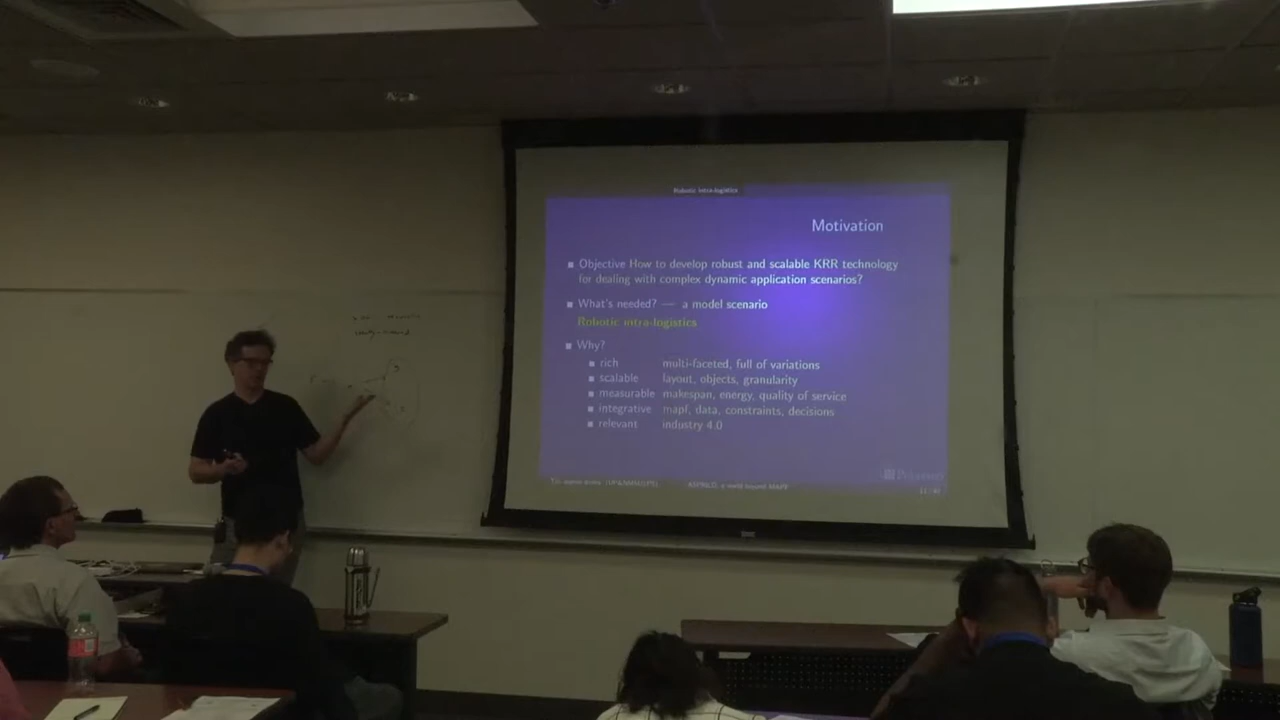 Robotic intra-logistics
Motivation
Objective How to develop robust and scalable KRR technology
for dealing with complex dynamic application scenarios?
What's needed? — a model scenario
Robotic intra-logistics
Why?
rich multi-faceted, full of variations
scalable layout, objects, granularity
measurable makespan, energy, quality of service
integrative mapf, data, constraints, decisions
relevant industry 4.0